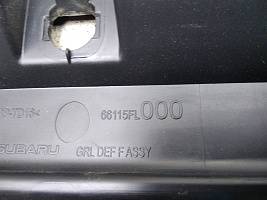 66115FL000
SUBARU
GRL DEF F ASSY